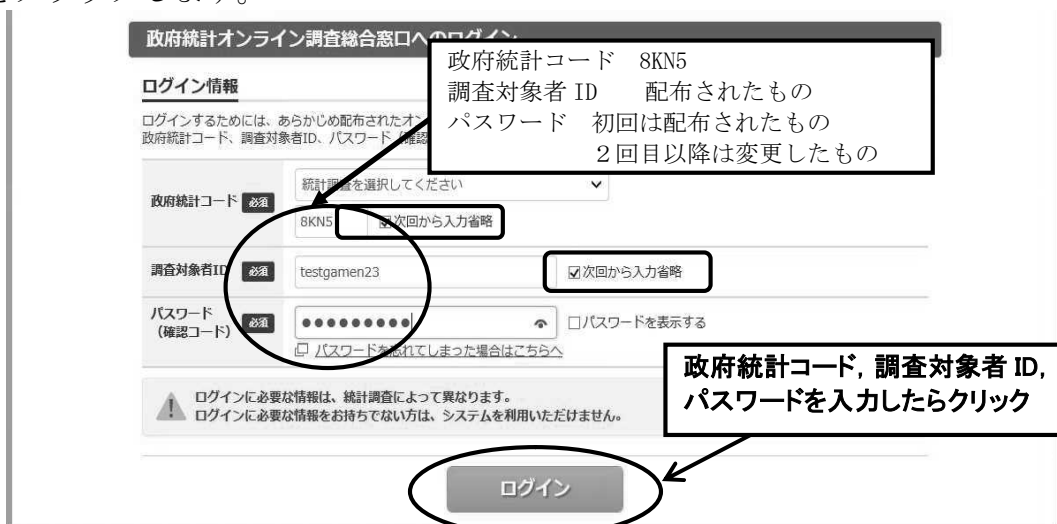 政府統計オンライン調査総合窓口へのログイン
政府統計コード　8KN5
調査対象者 ID　　配布されたもの
パスワード　初回は配布されたもの
２回目以降は変更したもの
ログイン情報
ログインするためには、あらかじめ配布されたオン
政府統計コード、調査対象者ID、パスワード（確認
政府統計コード 必須
統計調査を選択してください
8KN5 ☑次回から入力省略
調査対象者ID 必須 testgamen23 ☑次回から入力省略
パスワード
（確認コード） 必須 ●●●●●●●●● □パスワードを表示する
パスワードを忘れてしまった場合はこちらへ
政府統計コード，調査対象者 ID，
パスワードを入力したらクリック
ログインに必要な情報は、統計調査によって異なります。
ログインに必要な情報をお持ちでない方は、システムを利用いただけません。
ログイン